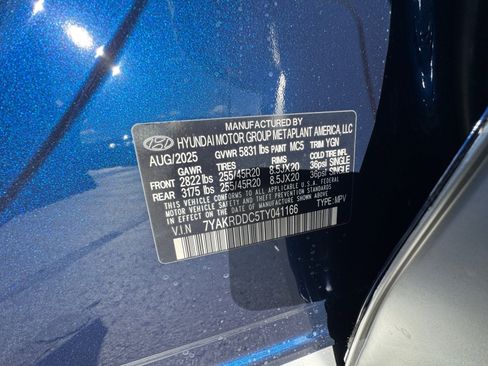 MANUFACTURED BY
HYUNDAI MOTOR GROUP METAPLANT AMERICA, LLC
AUG/2025 GVWR 5831 lbs PAINT MC5 TRIM YGN
GAWR TIRES RIMS COLD TIRE INF.
FRONT 2822 lbs 255/45R20 8.5JX20 36psi SINGLE
REAR 3175 lbs 255/45R20 8.5JX20 36psi SINGLE
THIS VEHICLE CONFORMS TO ALL APPLICABLE U.S. FEDERAL
MOTOR VEHICLE SAFETY AND THEFT PREVENTION STANDARDS
IN EFFECT ON THE DATE OF MANUFACTURE SHOWN ABOVE.
V.I.N 7YAKRDDC5TY041166 TYPE: MPV